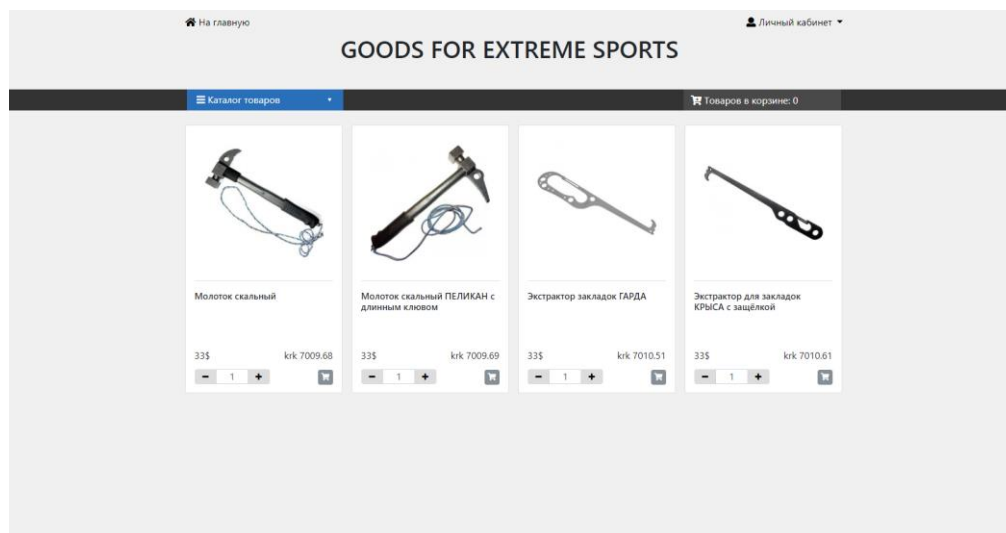 На главную
Личный кабинет
GOODS FOR EXTREME SPORTS
Каталог товаров
Товаров в корзине: 0
Молоток скальный
Молоток скальный ПЕЛИКАН с
длинным клювом
Экстрактор закладок ГАРДА
Экстрактор для закладок
КРЫСА с защёлкой
33$ krk 7009.68
33$ krk 7009.69
33$ krk 7010.51
33$ krk 7010.61
- 1 +
- 1 +
- 1 +
- 1 +